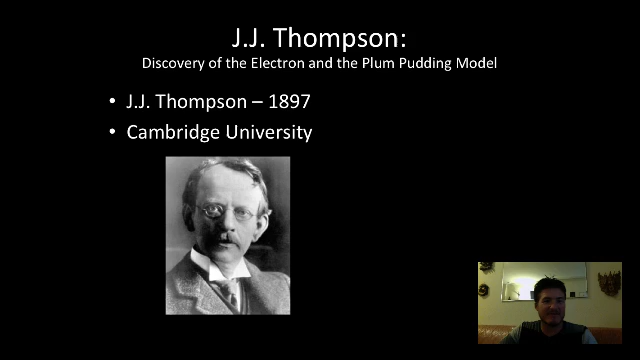 J.J. Thompson:
Discovery of the Electron and the Plum Pudding Model
• J.J. Thompson – 1897
• Cambridge University